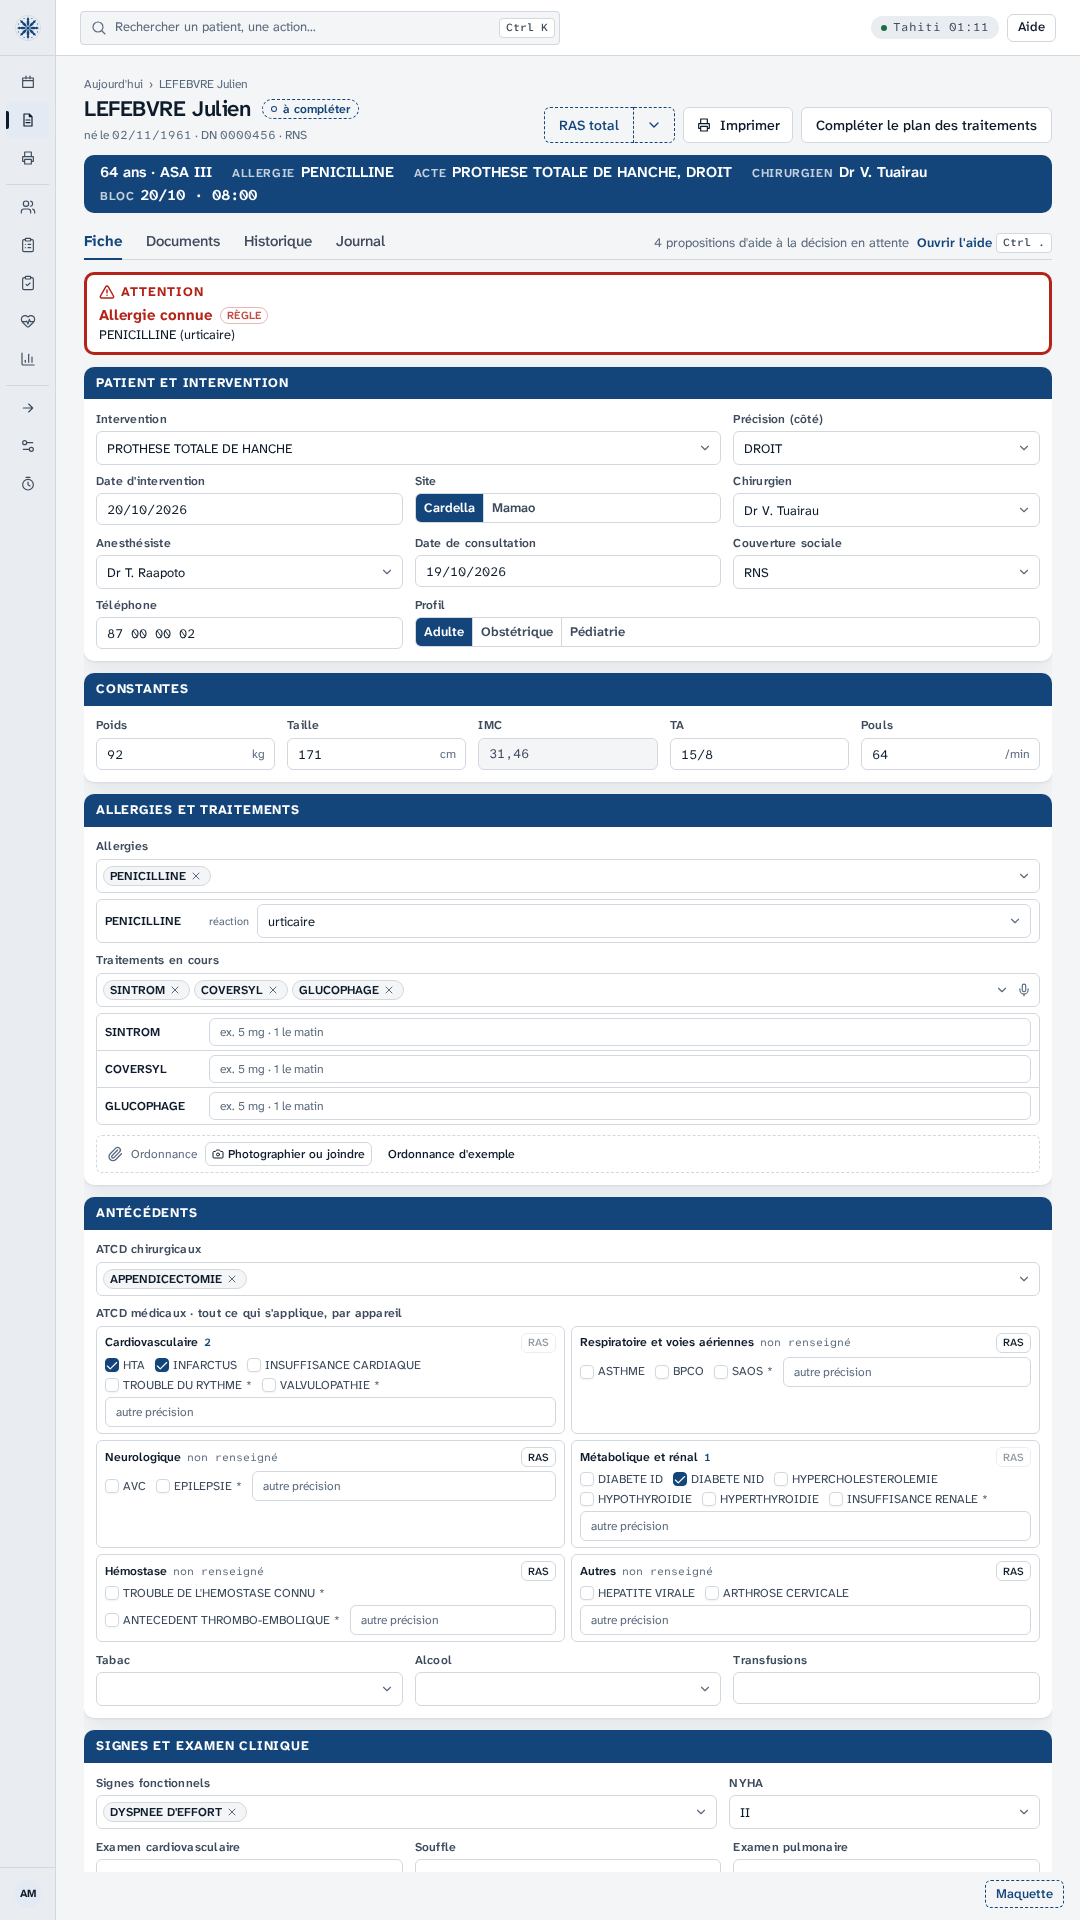 Rechercher un patient, une action... Ctrl K Tahiti 01:11 Aide
Aujourd'hui › LEFEBVRE Julien
LEFEBVRE Julien à compléter
né le 02/11/1961 · DN 0000456 · RNS
RAS total Imprimer Compléter le plan des traitements
64 ans · ASA III ALLERGIE PENICILLINE ACTE PROTHESE TOTALE DE HANCHE, DROIT CHIRURGIEN Dr V. Tuairau
BLOC 20/10 · 08:00
Fiche Documents Historique Journal 4 propositions d'aide à la décision en attente Ouvrir l'aide Ctrl .
ATTENTION
Allergie connue RÈGLE
PENICILLINE (urticaire)
PATIENT ET INTERVENTION
Intervention Précision (côté)
PROTHESE TOTALE DE HANCHE DROIT
Date d'intervention Site Chirurgien
20/10/2026 Cardella Mamao Dr V. Tuairau
Anesthésiste Date de consultation Couverture sociale
Dr T. Raapoto 19/10/2026 RNS
Téléphone Profil
87 00 00 02 Adulte Obstétrique Pédiatrie
CONSTANTES
Poids Taille IMC TA Pouls
92 kg 171 cm 31,46 15/8 64 /min
ALLERGIES ET TRAITEMENTS
Allergies
PENICILLINE
PENICILLINE réaction urticaire
Traitements en cours
SINTROM COVERSYL GLUCOPHAGE
SINTROM ex. 5 mg · 1 le matin
COVERSYL ex. 5 mg · 1 le matin
GLUCOPHAGE ex. 5 mg · 1 le matin
Ordonnance Photographier ou joindre Ordonnance d'exemple
ANTÉCÉDENTS
ATCD chirurgicaux
APPENDICECTOMIE
ATCD médicaux · tout ce qui s'applique, par appareil
Cardiovasculaire 2 RAS
HTA INFARCTUS INSUFFISANCE CARDIAQUE
TROUBLE DU RYTHME * VALVULOPATHIE *
autre précision
Respiratoire et voies aériennes non renseigné RAS
ASTHME BPCO SAOS * autre précision
Neurologique non renseigné RAS
AVC EPILEPSIE * autre précision
Métabolique et rénal 1 RAS
DIABETE ID DIABETE NID HYPERCHOLESTEROLEMIE
HYPOTHYROIDIE HYPERTHYROIDIE INSUFFISANCE RENALE *
autre précision
Hémostase non renseigné RAS
TROUBLE DE L'HEMOSTASE CONNU *
ANTECEDENT THROMBO-EMBOLIQUE * autre précision
Autres non renseigné RAS
HEPATITE VIRALE ARTHROSE CERVICALE
autre précision
Tabac Alcool Transfusions
SIGNES ET EXAMEN CLINIQUE
Signes fonctionnels NYHA
DYSPNEE D'EFFORT II
Examen cardiovasculaire Souffle Examen pulmonaire
AM Maquette